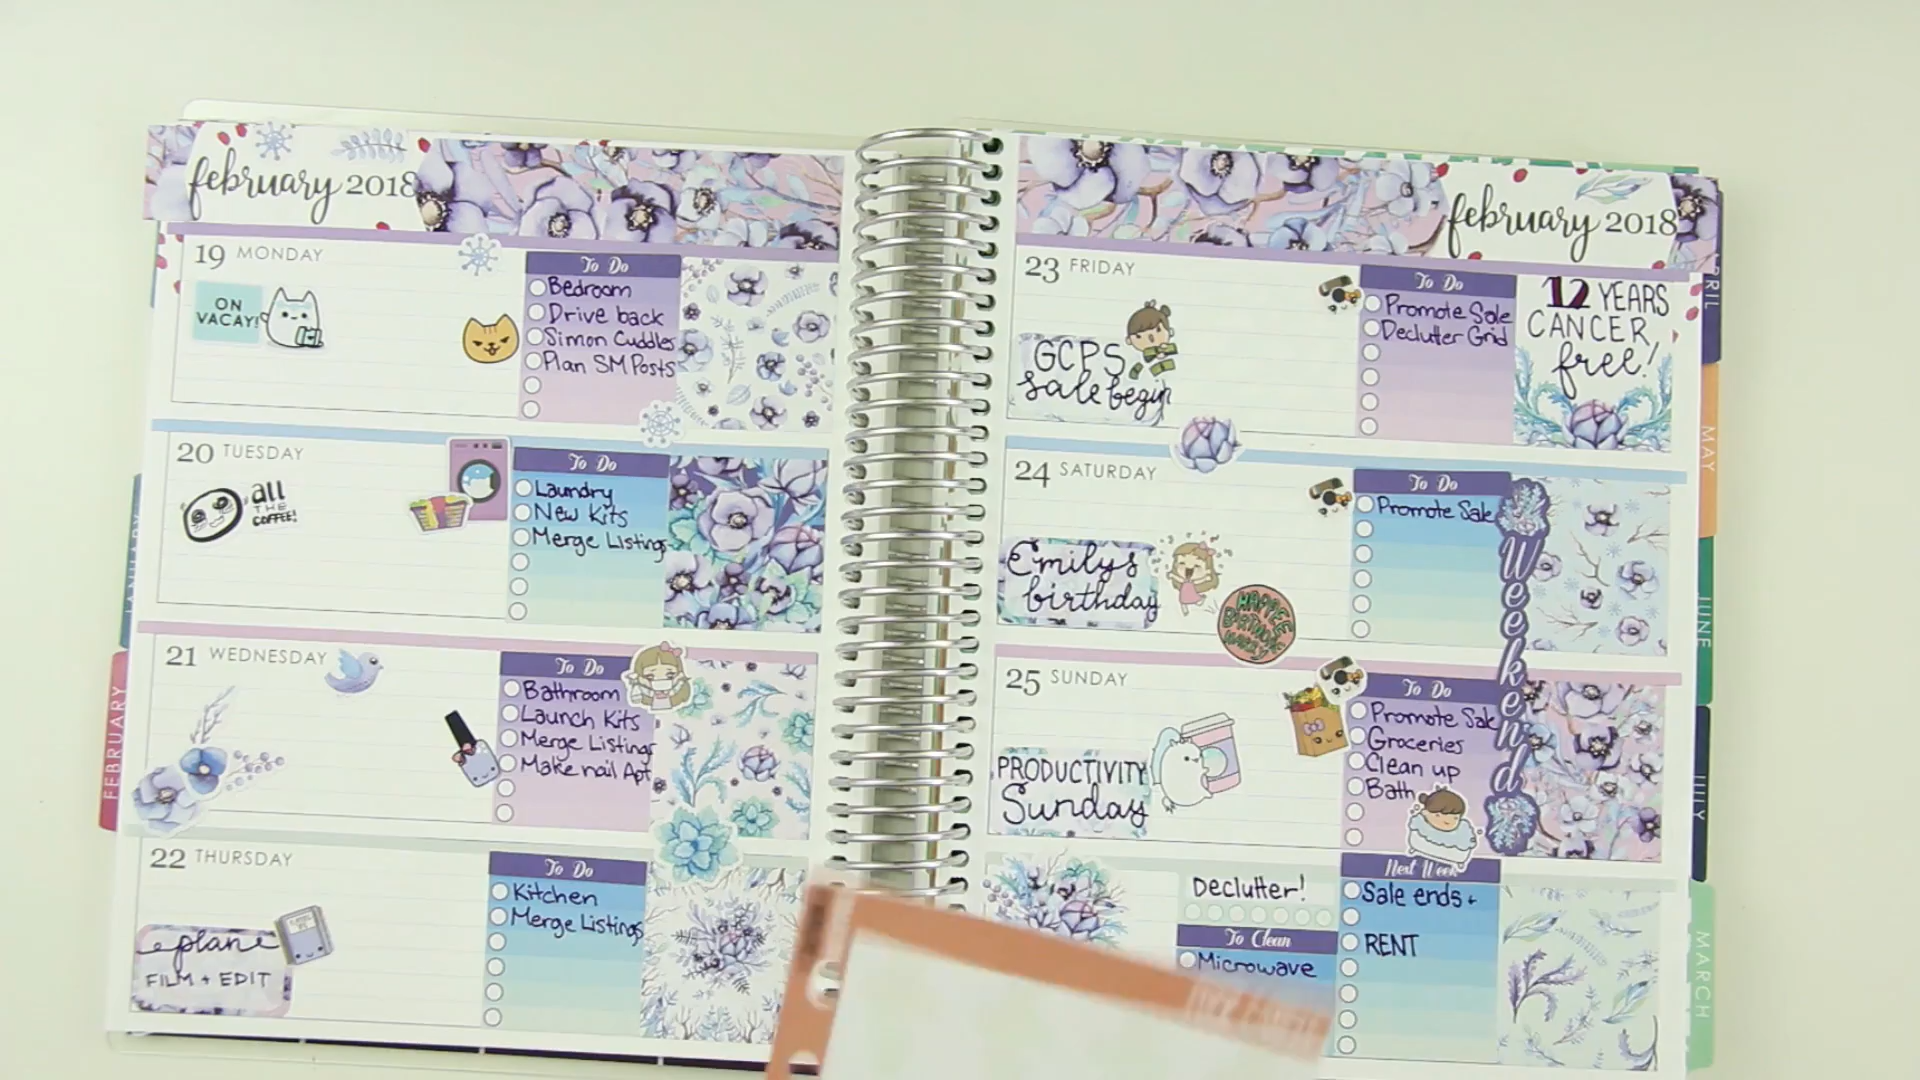 february 2018
19 MONDAY
ON
VACAY!
To Do
Bedroom
Drive back
Simon Cuddles
Plan SM Posts
20 TUESDAY
all
THE
COFFEE!
To Do
Laundry
New Kits
Merge Listings
21 WEDNESDAY
To Do
Bathroom
Launch Kits
Merge Listings
Make nail Apt
22 THURSDAY
eplan
FILM + EDIT
To Do
Kitchen
Merge Listings
JANUARY
FEBRUARY
february 2018
23 FRIDAY
GCPS
sale begin
To Do
Promote Sale
Declutter Grid
12 YEARS
CANCER
free!
24 SATURDAY
Emilys
birthday
To Do
Promote Sale
Weekend
25 SUNDAY
PRODUCTIVITY
Sunday
To Do
Promote Sale
Groceries
Clean up
Bath
Declutter!
To Clean
Microwave
Next Week
Sale ends
RENT
APRIL
MAY
JUNE
JULY
MARCH